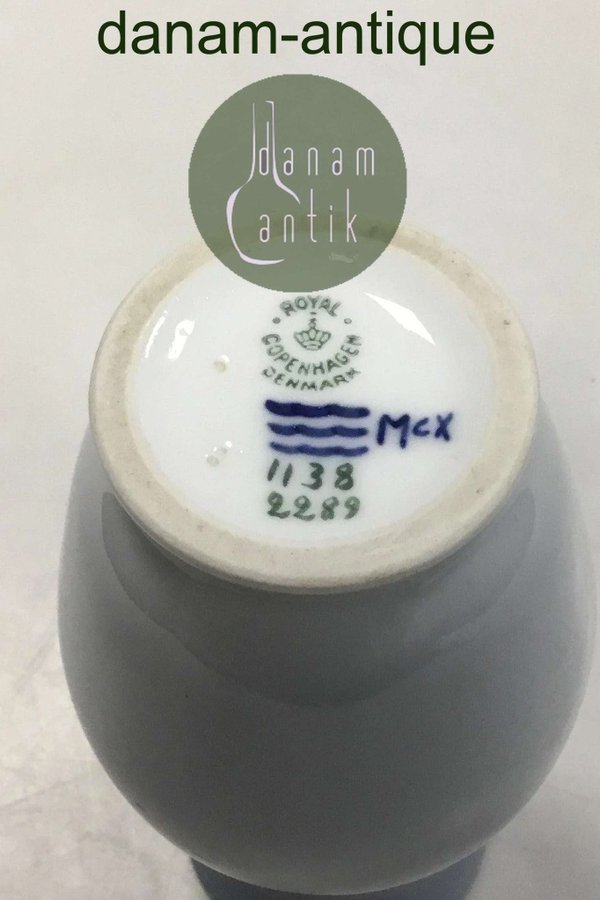 danam-antique
danam
antik
ROYAL
COPENHAGEN
DENMARK
McX
1138
2289